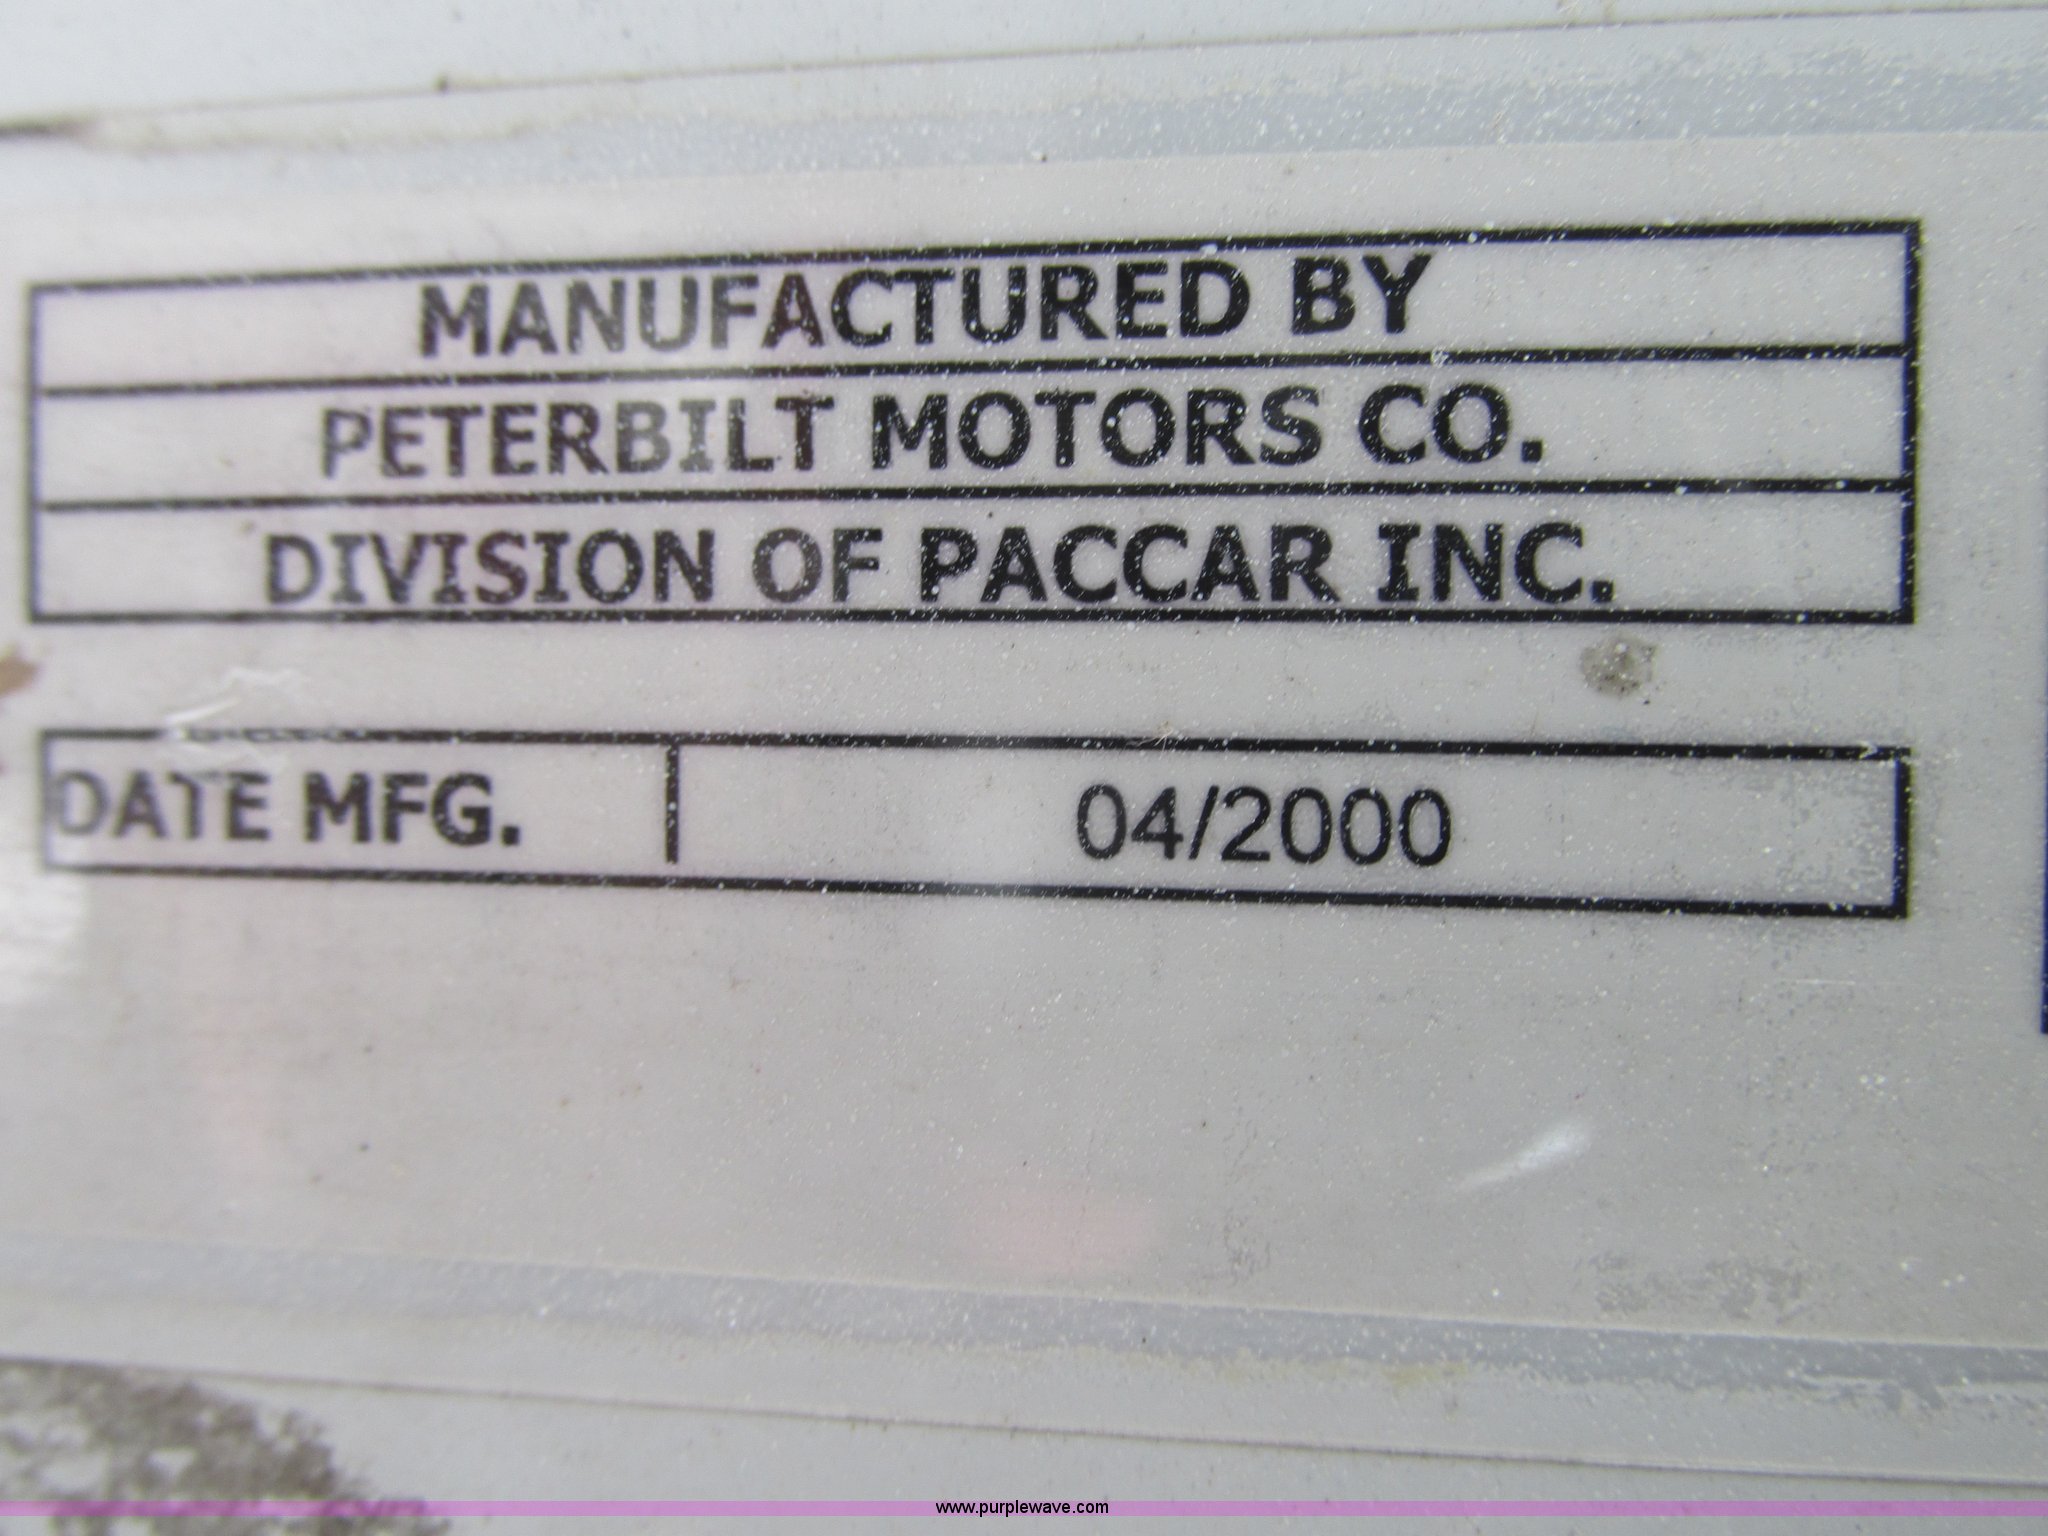 MANUFACTURED BY
PETERBILT MOTORS CO.
DIVISION OF PACCAR INC.
DATE MFG. 04/2000
www.purplewave.com